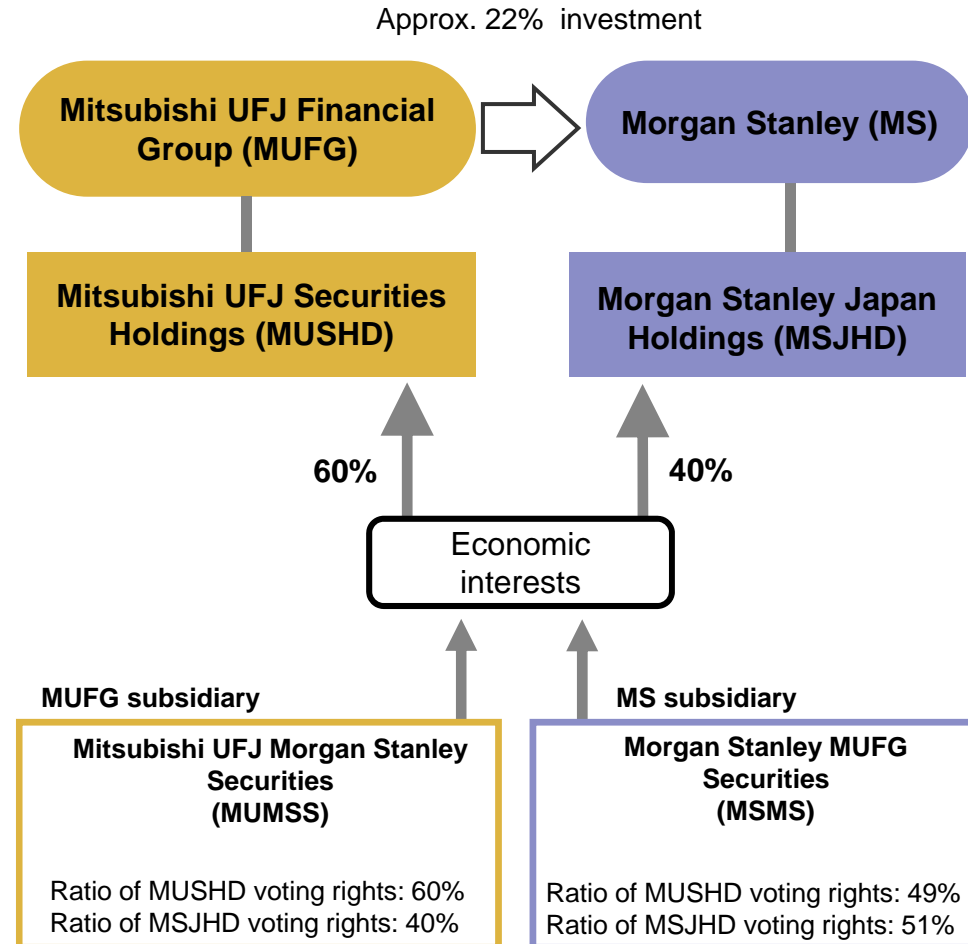 Approx. 22% investment
Mitsubishi UFJ Financial
Group (MUFG)
Morgan Stanley (MS)
Mitsubishi UFJ Securities
Holdings (MUSHD)
Morgan Stanley Japan
Holdings (MSJHD)
60%
40%
Economic
interests
MUFG subsidiary
MS subsidiary
Mitsubishi UFJ Morgan Stanley
Securities
(MUMSS)
Ratio of MUSHD voting rights: 60%
Ratio of MSJHD voting rights: 40%
Morgan Stanley MUFG
Securities
(MSMS)
Ratio of MUSHD voting rights: 49%
Ratio of MSJHD voting rights: 51%